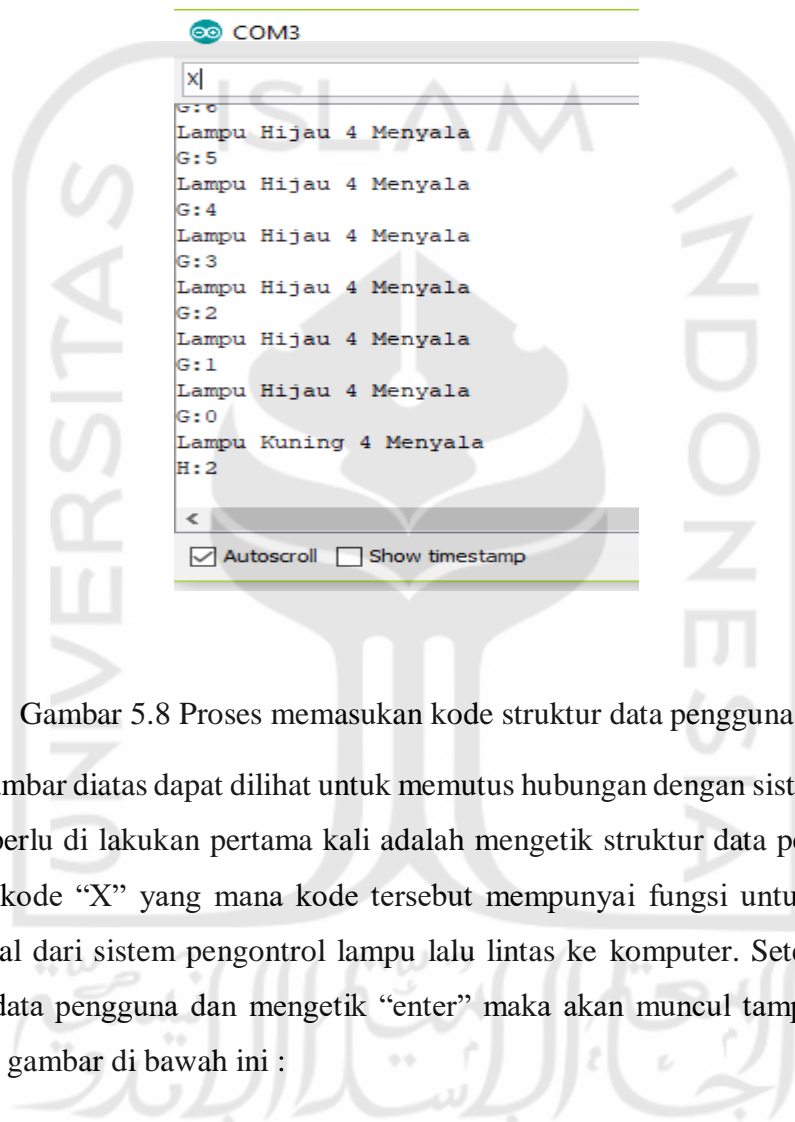 COM3
x
G:6
Lampu Hijau 4 Menyala
G:5
Lampu Hijau 4 Menyala
G:4
Lampu Hijau 4 Menyala
G:3
Lampu Hijau 4 Menyala
G:2
Lampu Hijau 4 Menyala
G:1
Lampu Hijau 4 Menyala
G:0
Lampu Kuning 4 Menyala
H:2
Autoscroll Show timestamp
Gambar 5.8 Proses memasukan kode struktur data pengguna
ambar diatas dapat dilihat untuk memutus hubungan dengan sist
perlu di lakukan pertama kali adalah mengetik struktur data p
kode “X” yang mana kode tersebut mempunyai fungsi untu
al dari sistem pengontrol lampu lalu lintas ke komputer. Set
data pengguna dan mengetik “enter” maka akan muncul tamp
gambar di bawah ini :
ISLAM
UNIVERSITAS
INDONESIA